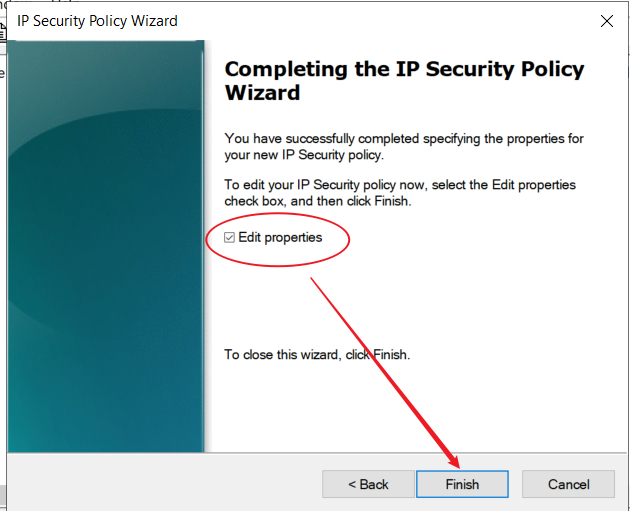 IP Security Policy Wizard
Completing the IP Security Policy
Wizard
You have successfully completed specifying the properties for
your new IP Security policy.
To edit your IP Security policy now, select the Edit properties
check box, and then click Finish.
Edit properties
To close this wizard, click Finish.
< Back
Finish
Cancel